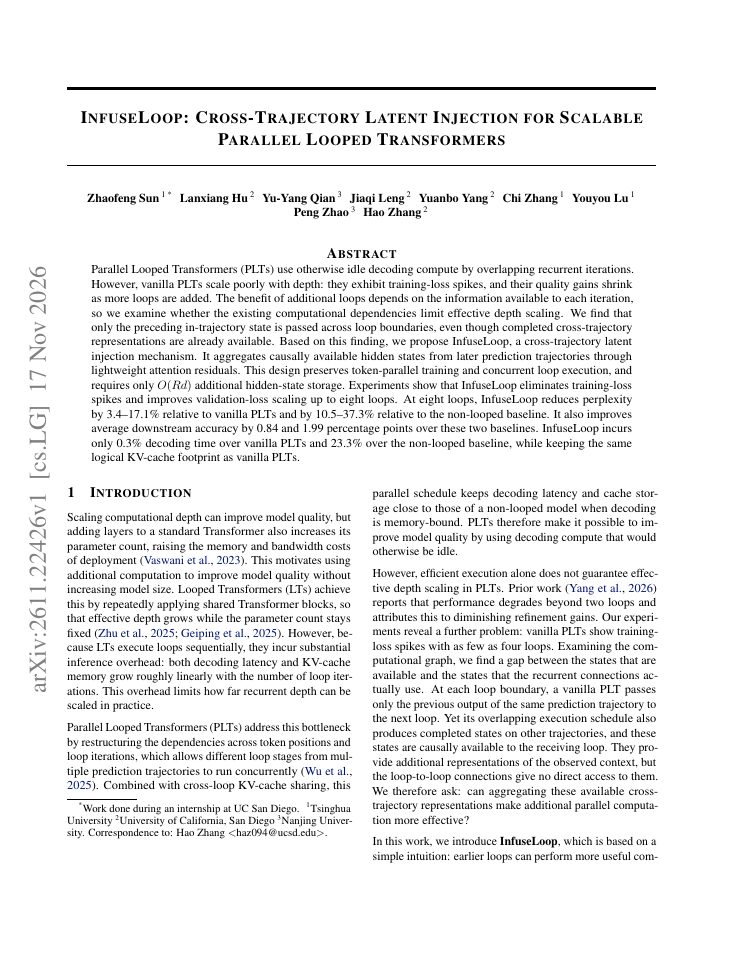 INFUSELOOP: CROSS-TRAJECTORY LATENT INJECTION FOR SCALABLE
PARALLEL LOOPED TRANSFORMERS
Zhaofeng Sun 1 * Lanxiang Hu 2 Yu-Yang Qian 3 Jiaqi Leng 2 Yuanbo Yang 2 Chi Zhang 1 Youyou Lu 1
Peng Zhao 3 Hao Zhang 2
ABSTRACT
Parallel Looped Transformers (PLTs) use otherwise idle decoding compute by overlapping recurrent iterations.
However, vanilla PLTs scale poorly with depth: they exhibit training-loss spikes, and their quality gains shrink
as more loops are added. The benefit of additional loops depends on the information available to each iteration,
so we examine whether the existing computational dependencies limit effective depth scaling. We find that
only the preceding in-trajectory state is passed across loop boundaries, even though completed cross-trajectory
representations are already available. Based on this finding, we propose InfuseLoop, a cross-trajectory latent
injection mechanism. It aggregates causally available hidden states from later prediction trajectories through
lightweight attention residuals. This design preserves token-parallel training and concurrent loop execution, and
requires only O(Rd) additional hidden-state storage. Experiments show that InfuseLoop eliminates training-loss
spikes and improves validation-loss scaling up to eight loops. At eight loops, InfuseLoop reduces perplexity
by 3.4–17.1% relative to vanilla PLTs and by 10.5–37.3% relative to the non-looped baseline. It also improves
average downstream accuracy by 0.84 and 1.99 percentage points over these two baselines. InfuseLoop incurs
only 0.3% decoding time over vanilla PLTs and 23.3% over the non-looped baseline, while keeping the same
logical KV-cache footprint as vanilla PLTs.
1 INTRODUCTION
Scaling computational depth can improve model quality, but
adding layers to a standard Transformer also increases its
parameter count, raising the memory and bandwidth costs
of deployment (Vaswani et al., 2023). This motivates using
additional computation to improve model quality without
increasing model size. Looped Transformers (LTs) achieve
this by repeatedly applying shared Transformer blocks, so
that effective depth grows while the parameter count stays
fixed (Zhu et al., 2025; Geiping et al., 2025). However, be-
cause LTs execute loops sequentially, they incur substantial
inference overhead: both decoding latency and KV-cache
memory grow roughly linearly with the number of loop iter-
ations. This overhead limits how far recurrent depth can be
scaled in practice.
Parallel Looped Transformers (PLTs) address this bottleneck
by restructuring the dependencies across token positions and
loop iterations, which allows different loop stages from mul-
tiple prediction trajectories to run concurrently (Wu et al.,
2025). Combined with cross-loop KV-cache sharing, this
*Work done during an internship at UC San Diego. 1Tsinghua
University 2University of California, San Diego 3Nanjing Univer-
sity. Correspondence to: Hao Zhang <haz094@ucsd.edu>.
parallel schedule keeps decoding latency and cache stor-
age close to those of a non-looped model when decoding
is memory-bound. PLTs therefore make it possible to im-
prove model quality by using decoding compute that would
otherwise be idle.
However, efficient execution alone does not guarantee effec-
tive depth scaling in PLTs. Prior work (Yang et al., 2026)
reports that performance degrades beyond two loops and
attributes this to diminishing refinement gains. Our experi-
ments reveal a further problem: vanilla PLTs show training-
loss spikes with as few as four loops. Examining the com-
putational graph, we find a gap between the states that are
available and the states that the recurrent connections ac-
tually use. At each loop boundary, a vanilla PLT passes
only the previous output of the same prediction trajectory to
the next loop. Yet its overlapping execution schedule also
produces completed states on other trajectories, and these
states are causally available to the receiving loop. They pro-
vide additional representations of the observed context, but
the loop-to-loop connections give no direct access to them.
We therefore ask: can aggregating these available cross-
trajectory representations make additional parallel computa-
tion more effective?
In this work, we introduce InfuseLoop, which is based on a
simple intuition: earlier loops can perform more useful com-
arXiv:2611.22426v1 [cs.LG] 17 Nov 2026